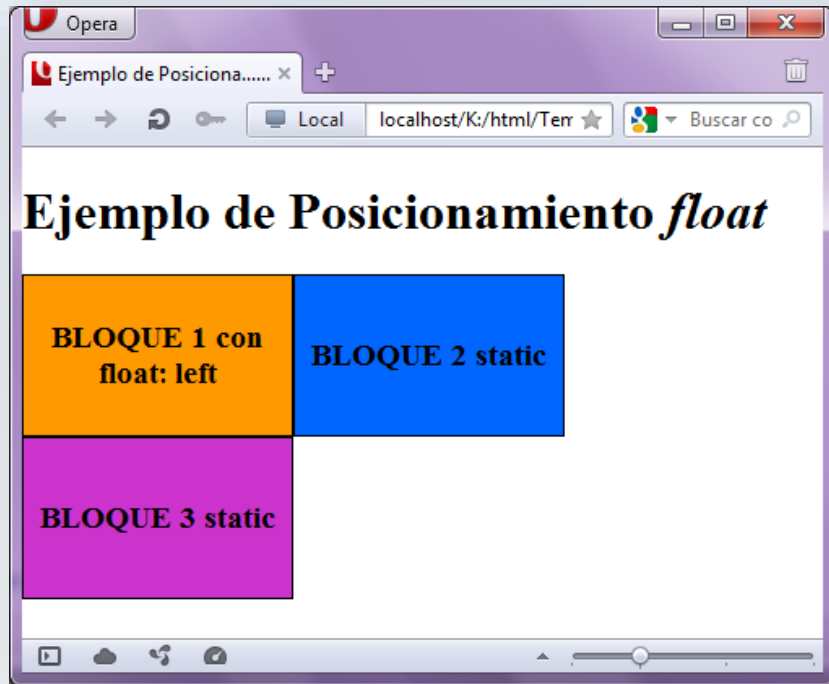 Opera
Ejemplo de Posiciona......
Local
localhost/K:/html/Tem
Buscar co
Ejemplo de Posicionamiento float
BLOQUE 1 con
float: left
BLOQUE 2 static
BLOQUE 3 static